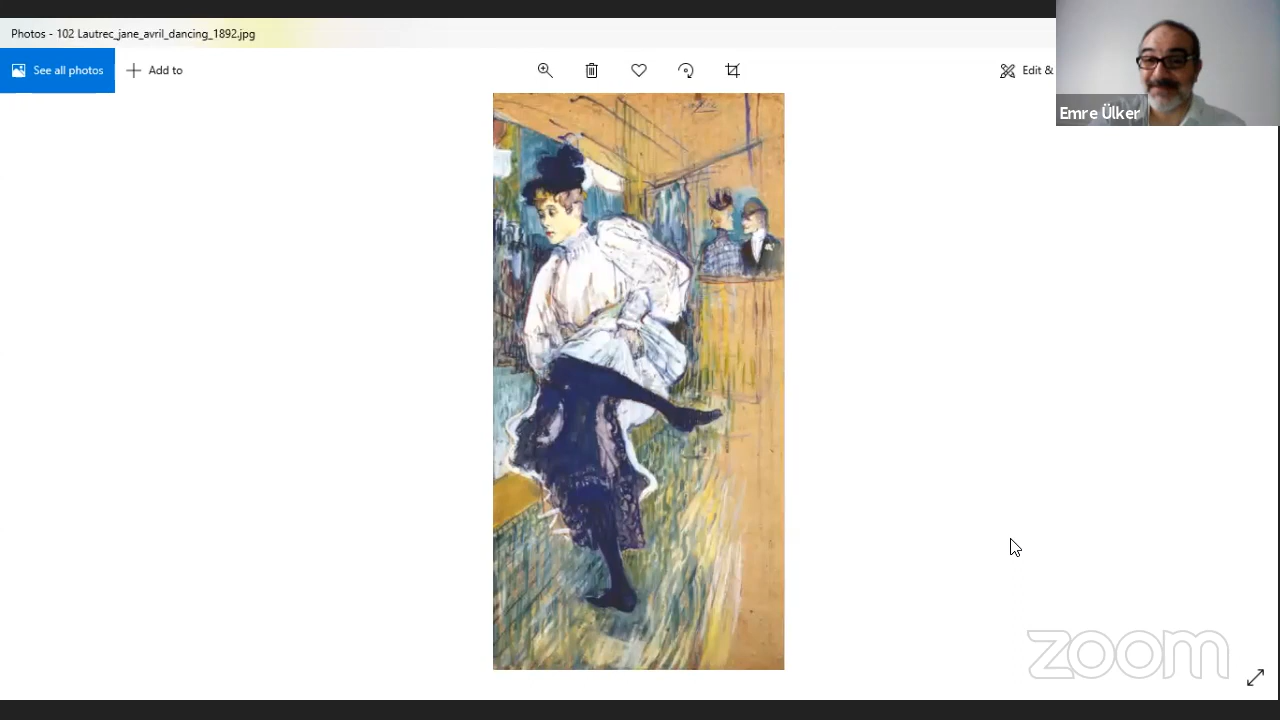 Photos - 102 Lautrec_jane_avril_dancing_1892.jpg
See all photos
Add to
Edit &
Emre Ülker
zoom